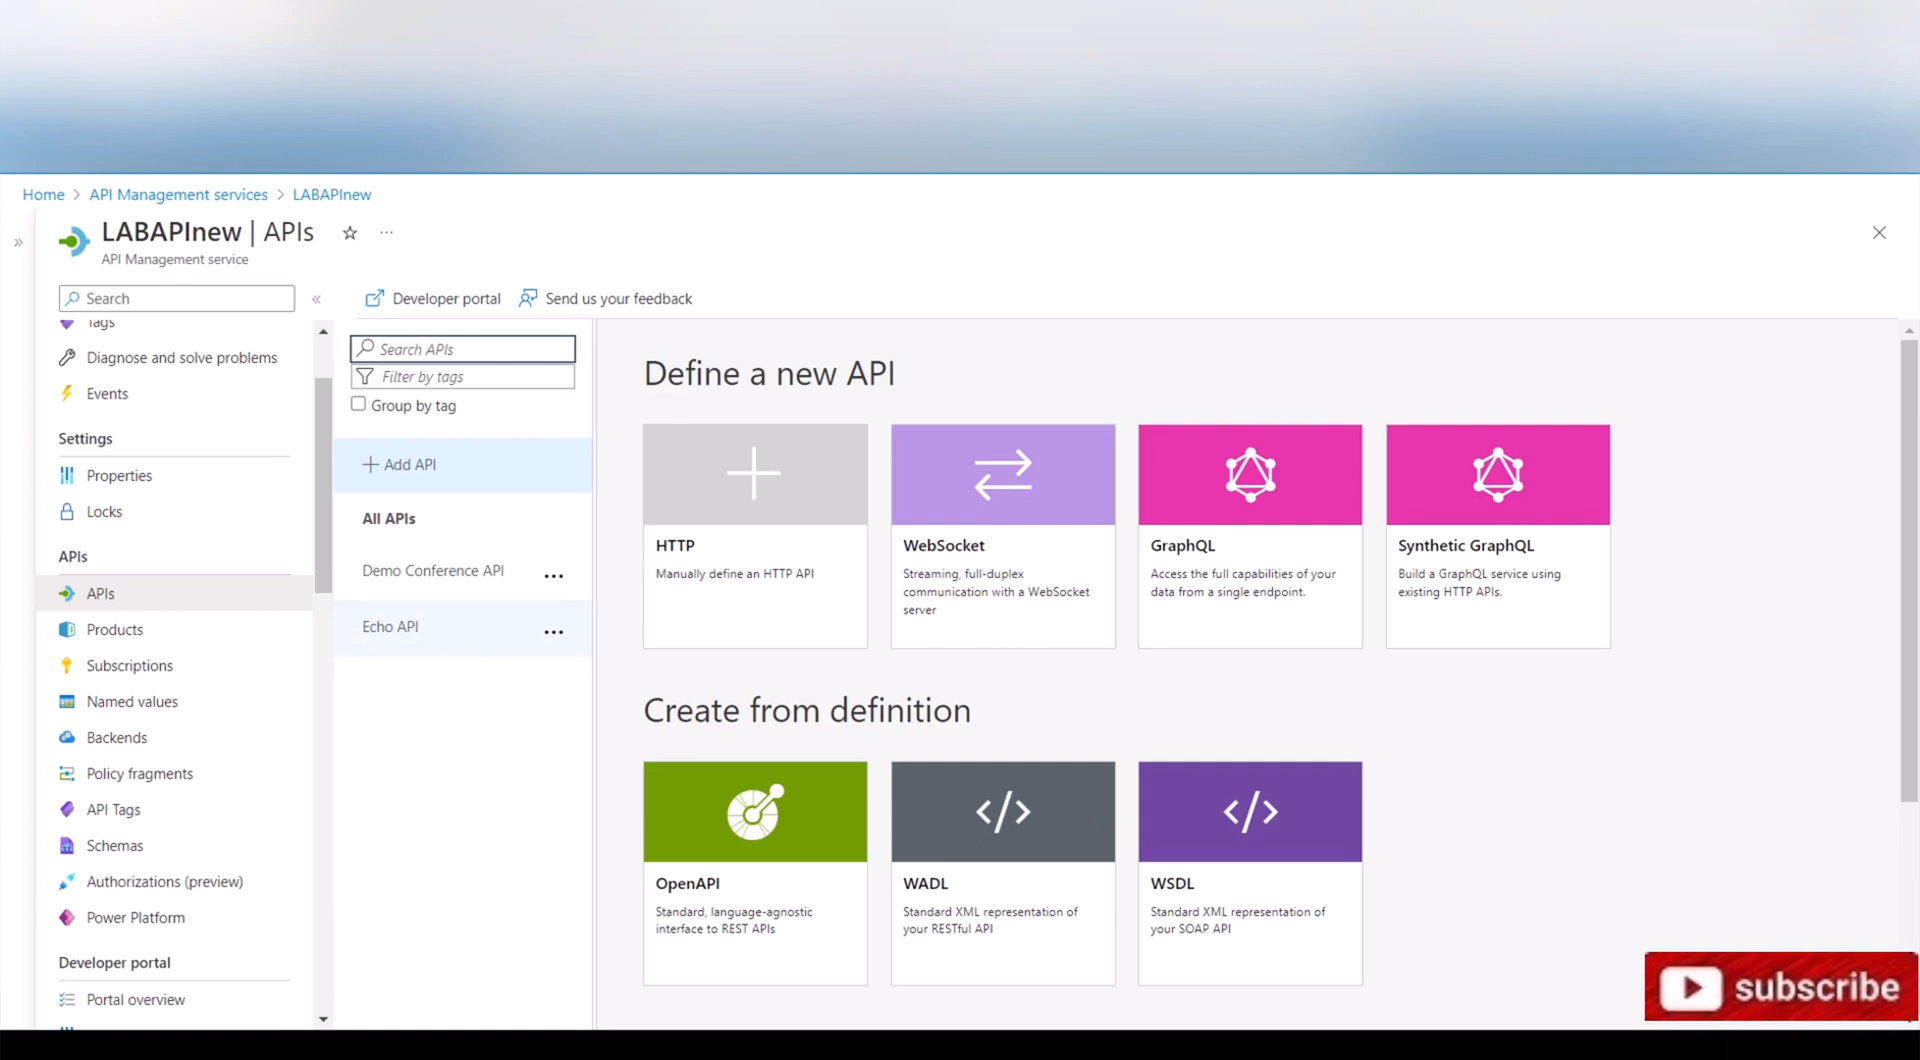 Home > API Management services > LABAPInew
LABAPInew | APIs
API Management service
Search
Tags
Diagnose and solve problems
Events
Settings
Properties
Locks
APIs
APIs
Products
Subscriptions
Named values
Backends
Policy fragments
API Tags
Schemas
Authorizations (preview)
Power Platform
Developer portal
Portal overview
Developer portal
Send us your feedback
Search APIs
Filter by tags
Group by tag
+ Add API
All APIs
Demo Conference API ...
Echo API ...
Define a new API
HTTP
Manually define an HTTP API
WebSocket
Streaming, full-duplex
communication with a WebSocket
server
GraphQL
Access the full capabilities of your
data from a single endpoint.
Synthetic GraphQL
Build a GraphQL service using
existing HTTP APIs.
Create from definition
OpenAPI
Standard, language-agnostic
interface to REST APIs
WADL
Standard XML representation of
your RESTful API
WSDL
Standard XML representation of
your SOAP API
subscribe